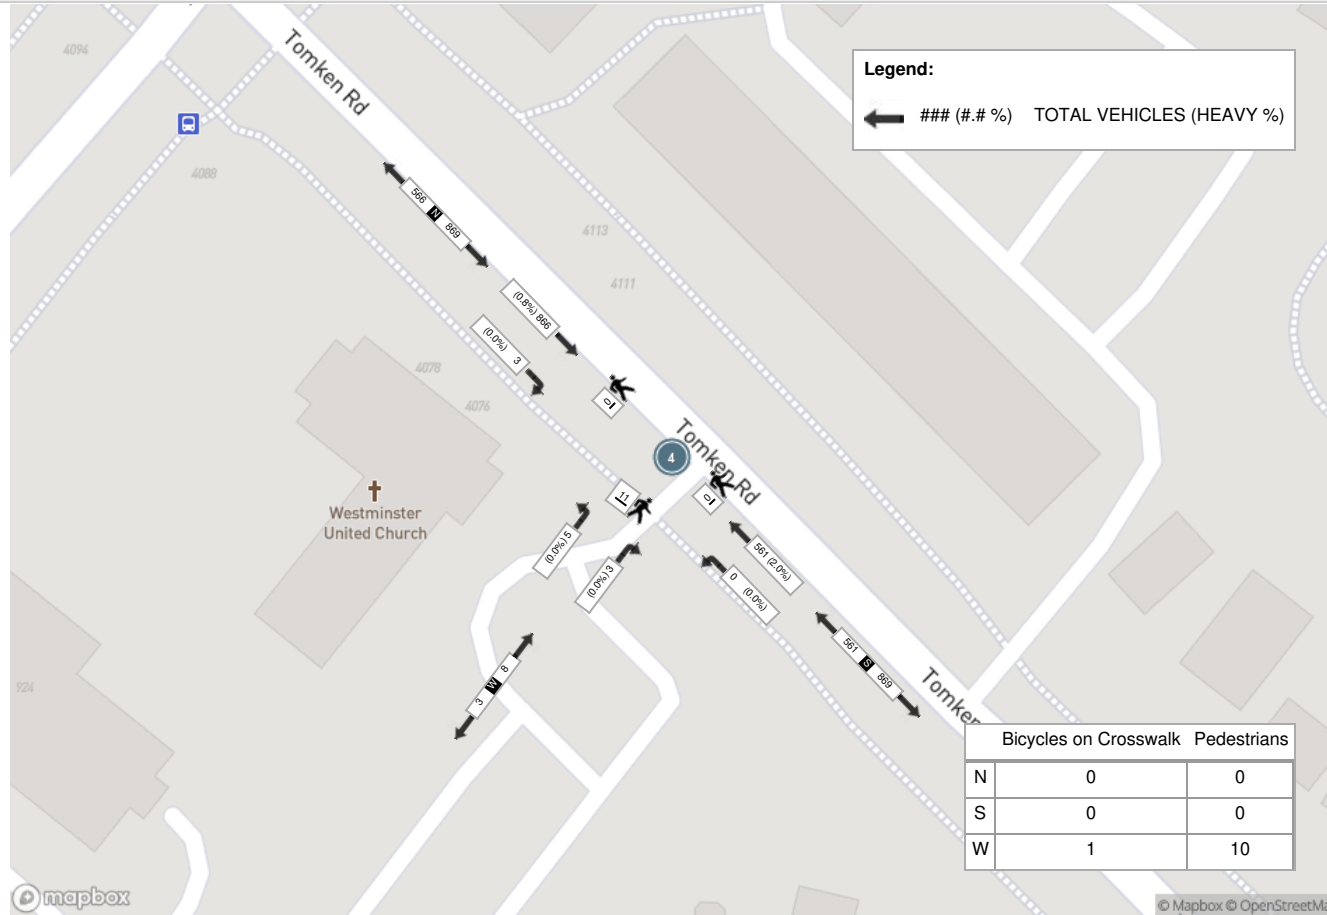 Legend:
### (#.# %) TOTAL VEHICLES (HEAVY %)
4094
Tomken Rd
4088
566 N 869
4113
4111
(0.8%) 866
(0.0%) 3
4078
4076
0
4
Tomken Rd
11
0
Westminster
United Church
(0.0%) 5
(0.0%) 3
561 (2.0%)
0 (0.0%)
561 S 869
3 W 8
924
Tomken
Bicycles on Crosswalk Pedestrians
N 0 0
S 0 0
W 1 10
mapbox
© Mapbox © OpenStreetMa